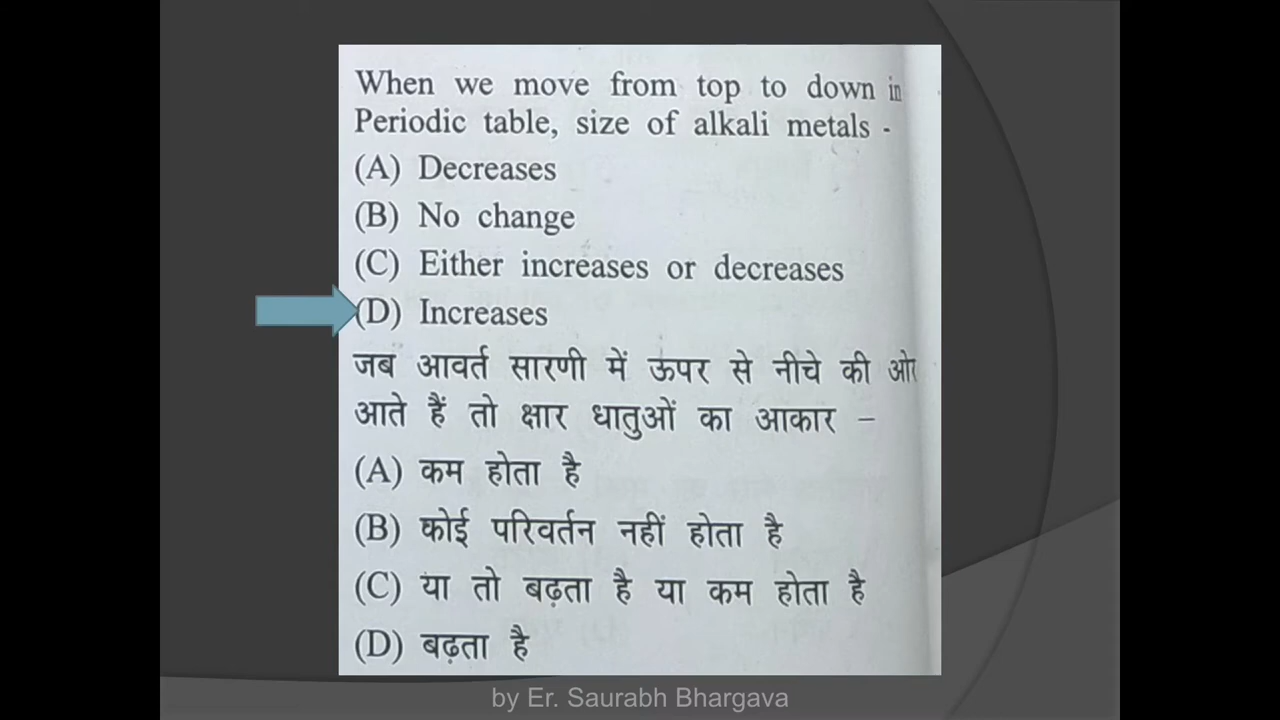 When we move from top to down in
Periodic table, size of alkali metals -
(A) Decreases
(B) No change
(C) Either increases or decreases
(D) Increases
जब आवर्त सारणी में ऊपर से नीचे की ओर
आते हैं तो क्षार धातुओं का आकार –
(A) कम होता है
(B) कोई परिवर्तन नहीं होता है
(C) या तो बढ़ता है या कम होता है
(D) बढ़ता है
by Er. Saurabh Bhargava